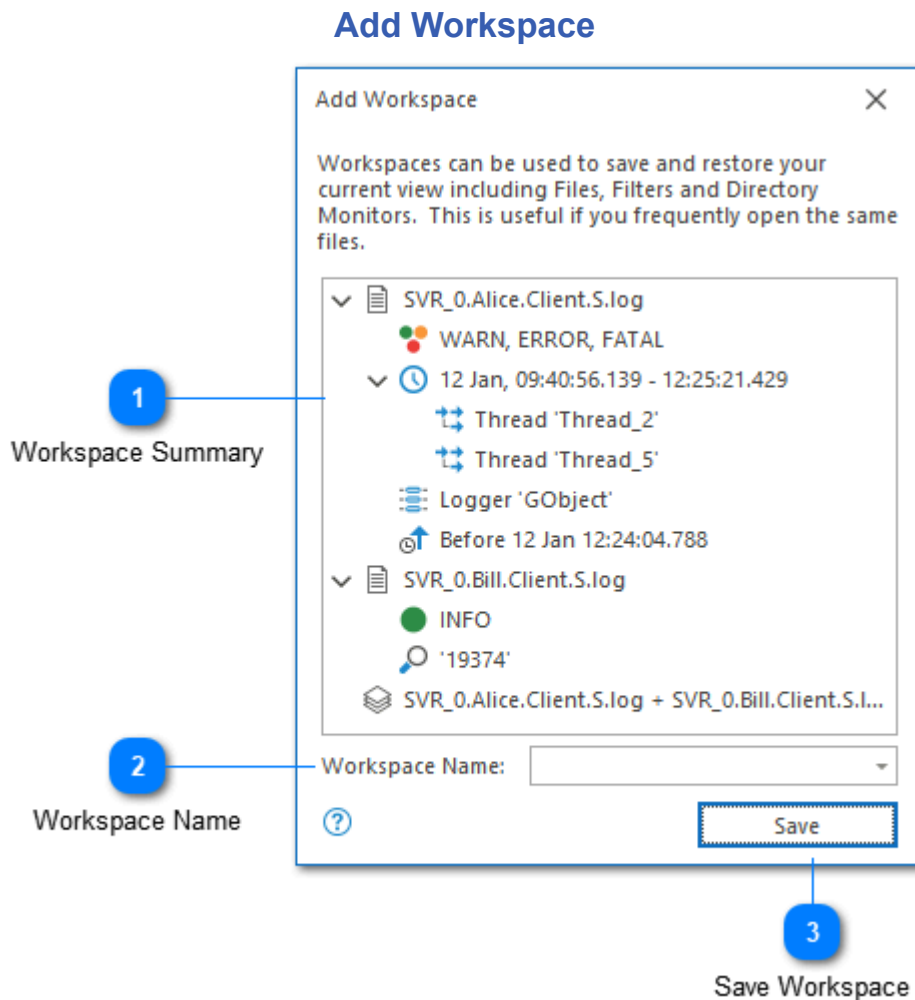 Add Workspace
Add Workspace
Workspaces can be used to save and restore your
current view including Files, Filters and Directory
Monitors. This is useful if you frequently open the same
files.
SVR_0.Alice.Client.S.log
WARN, ERROR, FATAL
12 Jan, 09:40:56.139 - 12:25:21.429
Thread 'Thread_2'
Thread 'Thread_5'
Logger 'GObject'
Before 12 Jan 12:24:04.788
SVR_0.Bill.Client.S.log
INFO
'19374'
SVR_0.Alice.Client.S.log + SVR_0.Bill.Client.S.l...
1
Workspace Summary
Workspace Name:
2
Workspace Name
?
Save
3
Save Workspace